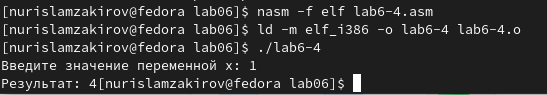 [nurislamzakirov@fedora lab06]$ nasm -f elf lab6-4.asm
[nurislamzakirov@fedora lab06]$ ld -m elf_i386 -o lab6-4 lab6-4.o
[nurislamzakirov@fedora lab06]$ ./lab6-4
Введите значение переменной x: 1
Результат: 4[nurislamzakirov@fedora lab06]$